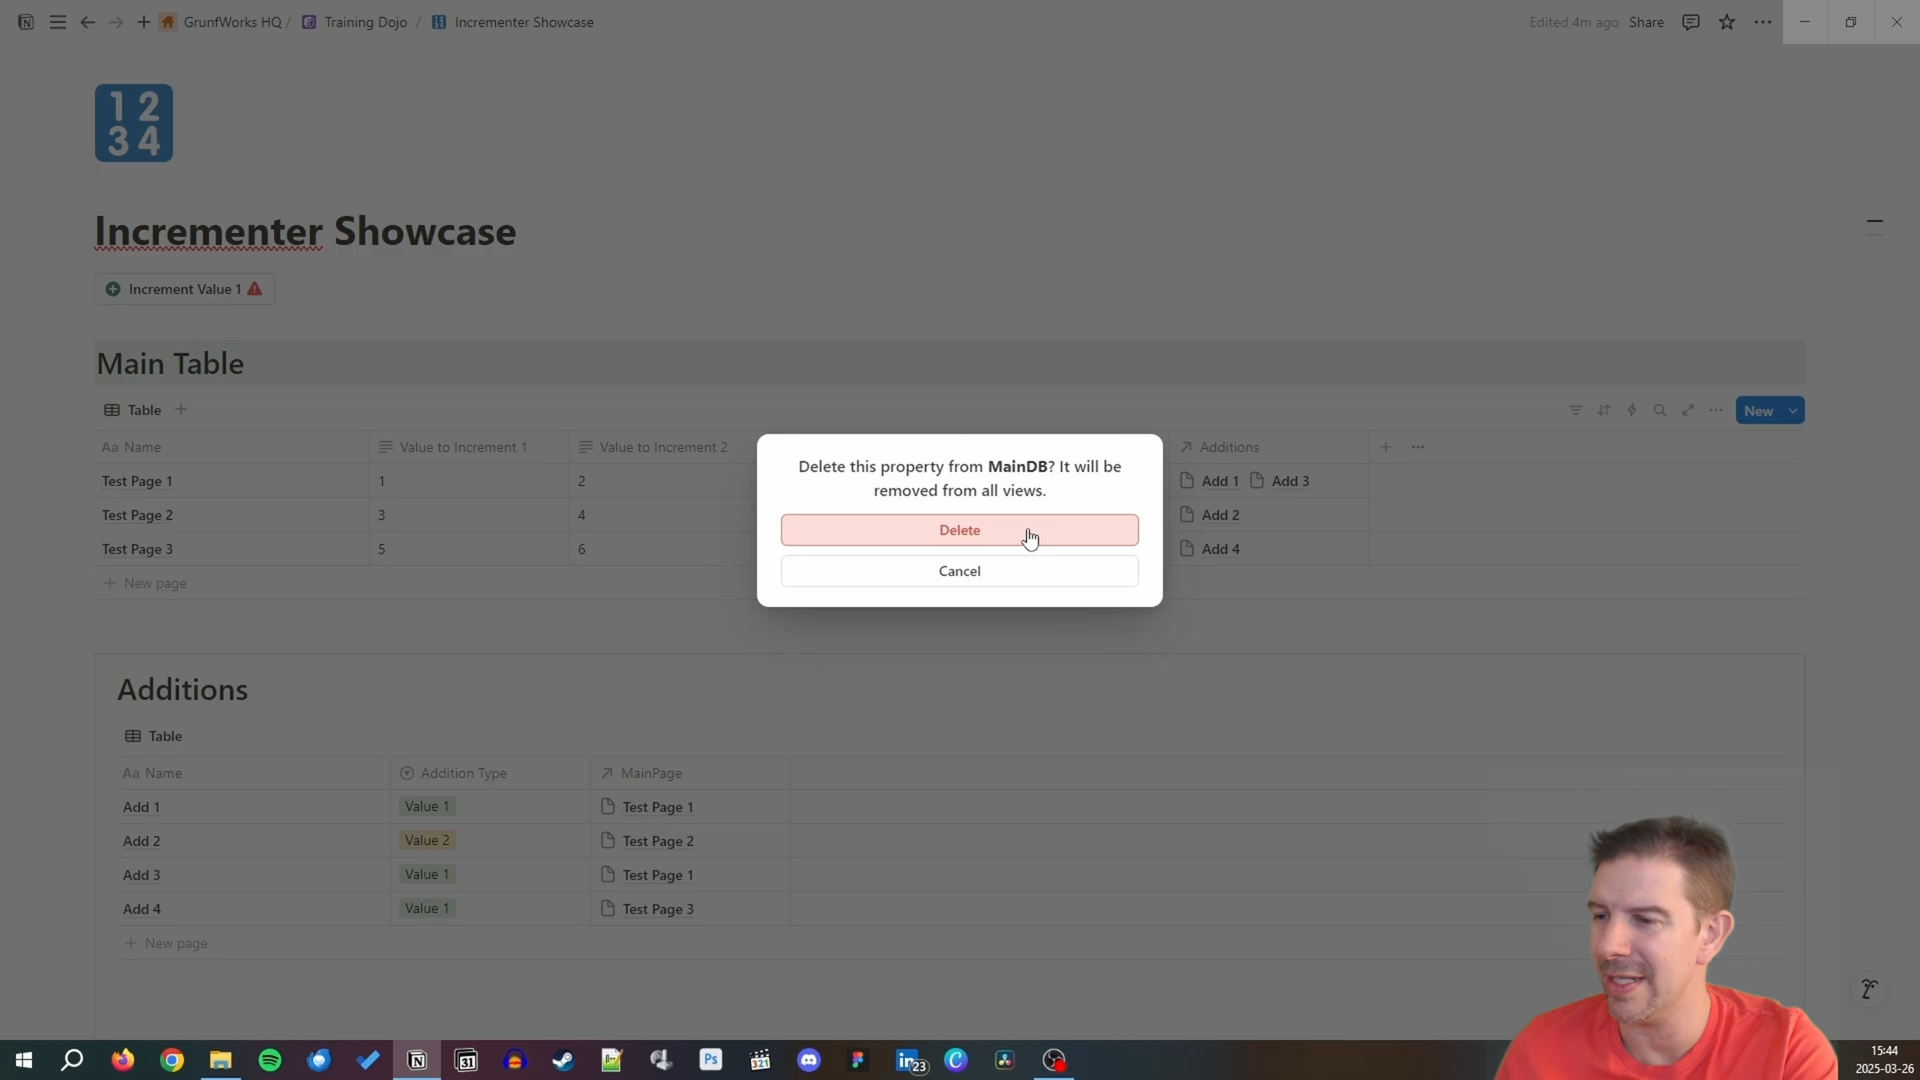 GrunfWorks HQ / Training Dojo / Incrementer Showcase
Edited 4m ago Share
1 2
3 4
Incrementer Showcase
Increment Value 1
Main Table
Table
New
Aa Name Value to Increment 1 Value to Increment 2 Additions
Test Page 1 1 2 Add 1 Add 3
Test Page 2 3 4 Add 2
Test Page 3 5 6 Add 4
New page
Delete this property from MainDB? It will be
removed from all views.
Delete
Cancel
Additions
Table
Aa Name Addition Type MainPage
Add 1 Value 1 Test Page 1
Add 2 Value 2 Test Page 2
Add 3 Value 1 Test Page 1
Add 4 Value 1 Test Page 3
New page
31
Ps
321
in 23
15:44
2025-03-26